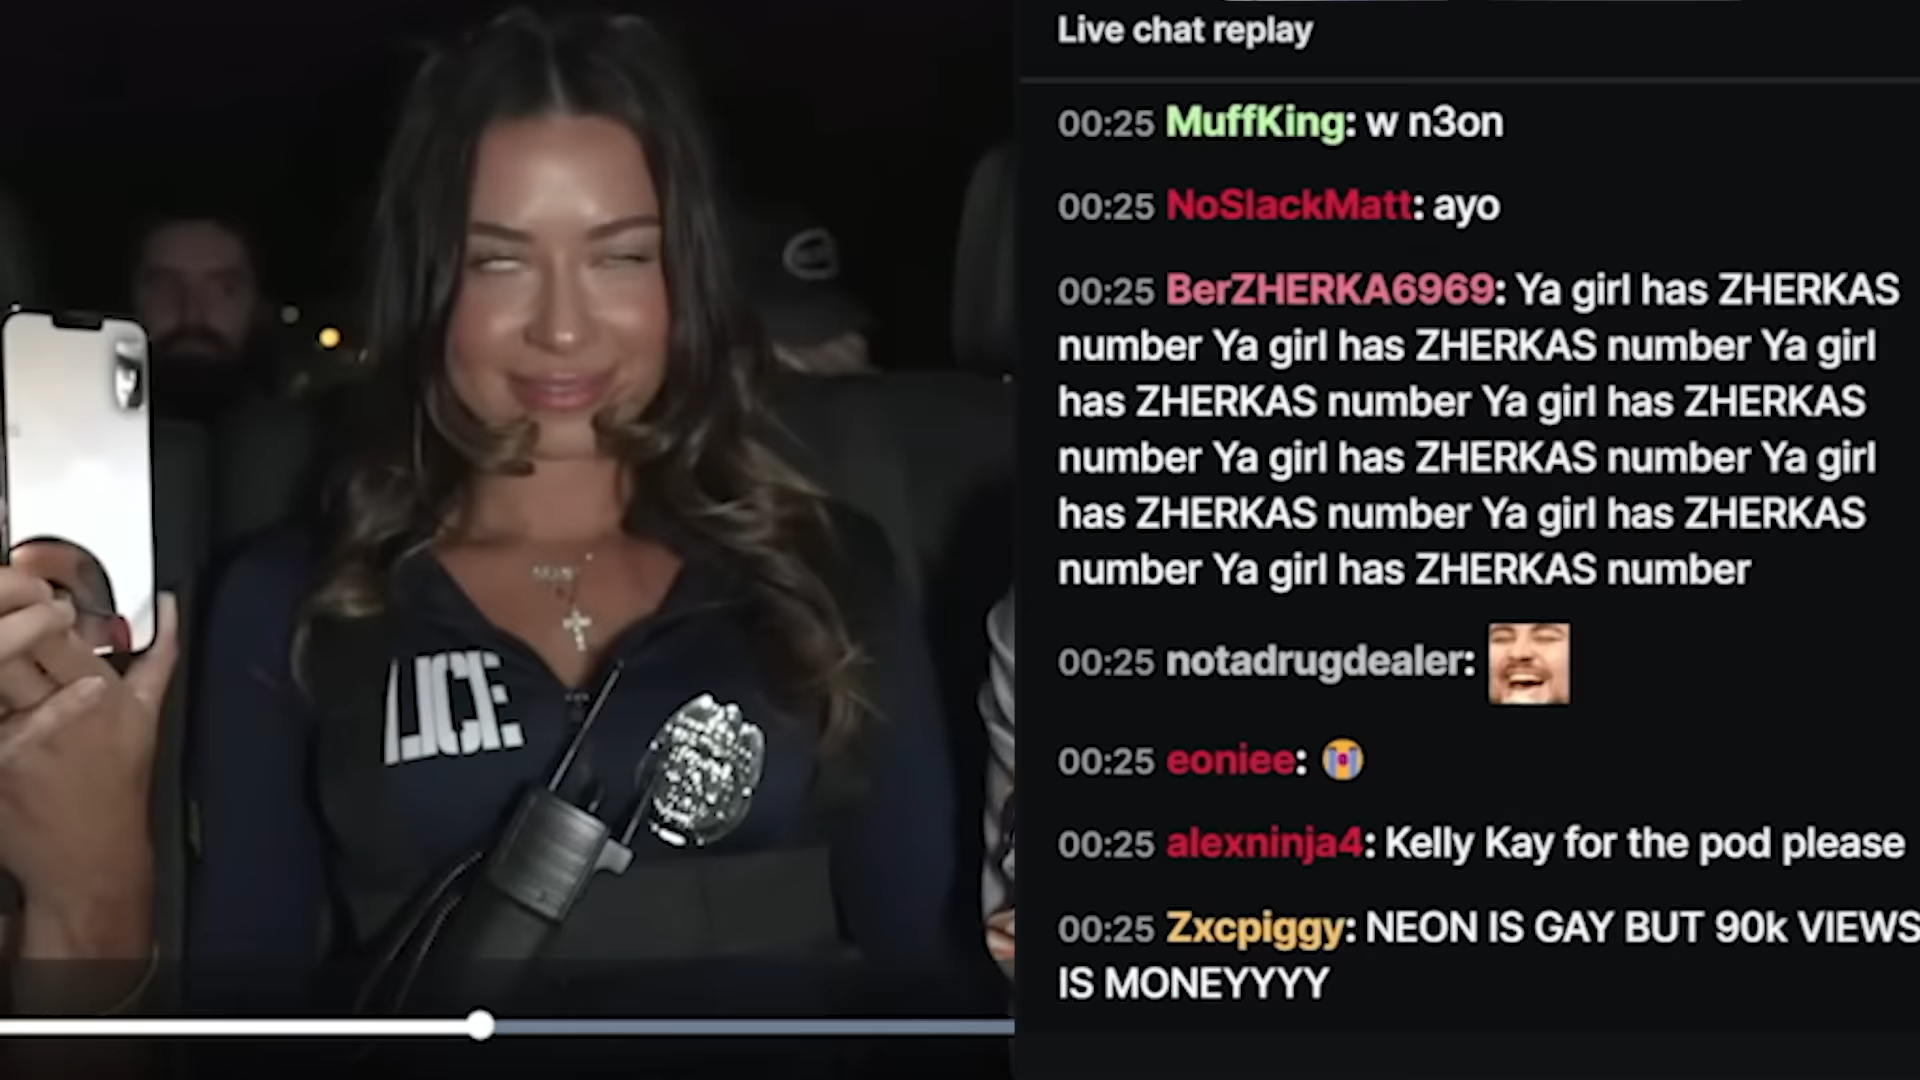 Live chat replay
00:25 MuffKing: w n3on
00:25 NoSlackMatt: ayo
00:25 BerZHERKA6969: Ya girl has ZHERKAS
number Ya girl has ZHERKAS number Ya girl
has ZHERKAS number Ya girl has ZHERKAS
number Ya girl has ZHERKAS number Ya girl
has ZHERKAS number Ya girl has ZHERKAS
number Ya girl has ZHERKAS number
00:25 notadrugdealer:
00:25 eoniee: 😭
00:25 alexninja4: Kelly Kay for the pod please
00:25 Zxcpiggy: NEON IS GAY BUT 90k VIEWS
IS MONEYYYY
LICE